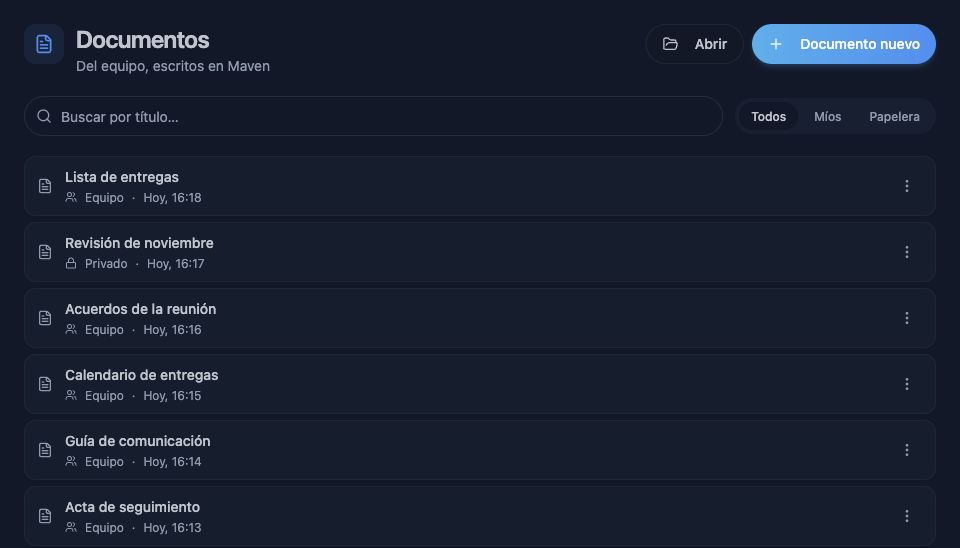 Documentos
Del equipo, escritos en Maven
Abrir
Documento nuevo
Buscar por título...
Todos
Míos
Papelera
Lista de entregas
Equipo · Hoy, 16:18
Revisión de noviembre
Privado · Hoy, 16:17
Acuerdos de la reunión
Equipo · Hoy, 16:16
Calendario de entregas
Equipo · Hoy, 16:15
Guía de comunicación
Equipo · Hoy, 16:14
Acta de seguimiento
Equipo · Hoy, 16:13